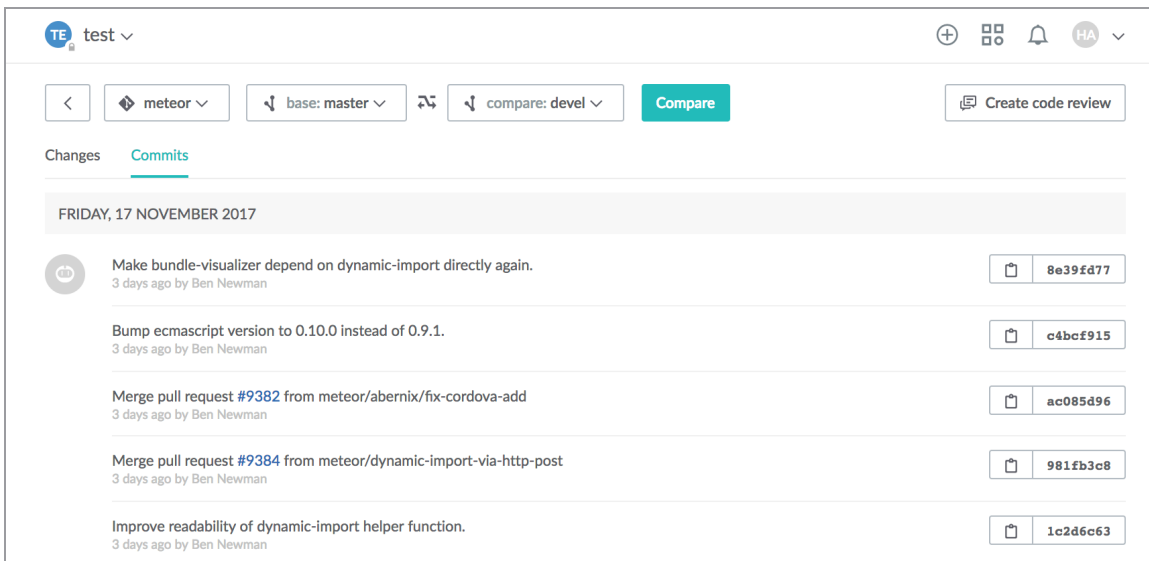 TE test HA
meteor base: master compare: devel Compare Create code review
Changes Commits
FRIDAY, 17 NOVEMBER 2017
Make bundle-visualizer depend on dynamic-import directly again. 8e39fd77
3 days ago by Ben Newman
Bump ecmascript version to 0.10.0 instead of 0.9.1. c4bcf915
3 days ago by Ben Newman
Merge pull request #9382 from meteor/abernix/fix-cordova-add ac085d96
3 days ago by Ben Newman
Merge pull request #9384 from meteor/dynamic-import-via-http-post 981fb3c8
3 days ago by Ben Newman
Improve readability of dynamic-import helper function. 1c2d6c63
3 days ago by Ben Newman